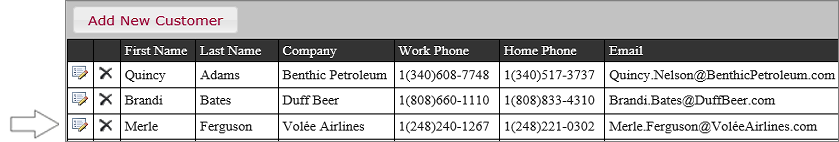 Add New Customer
First Name Last Name Company Work Phone Home Phone Email
Quincy Adams Benthic Petroleum 1(340)608-7748 1(340)517-3737 Quincy.Nelson@BenthicPetroleum.com
Brandi Bates Duff Beer 1(808)660-1110 1(808)833-4310 Brandi.Bates@DuffBeer.com
Merle Ferguson Volée Airlines 1(248)240-1267 1(248)221-0302 Merle.Ferguson@VoléeAirlines.com